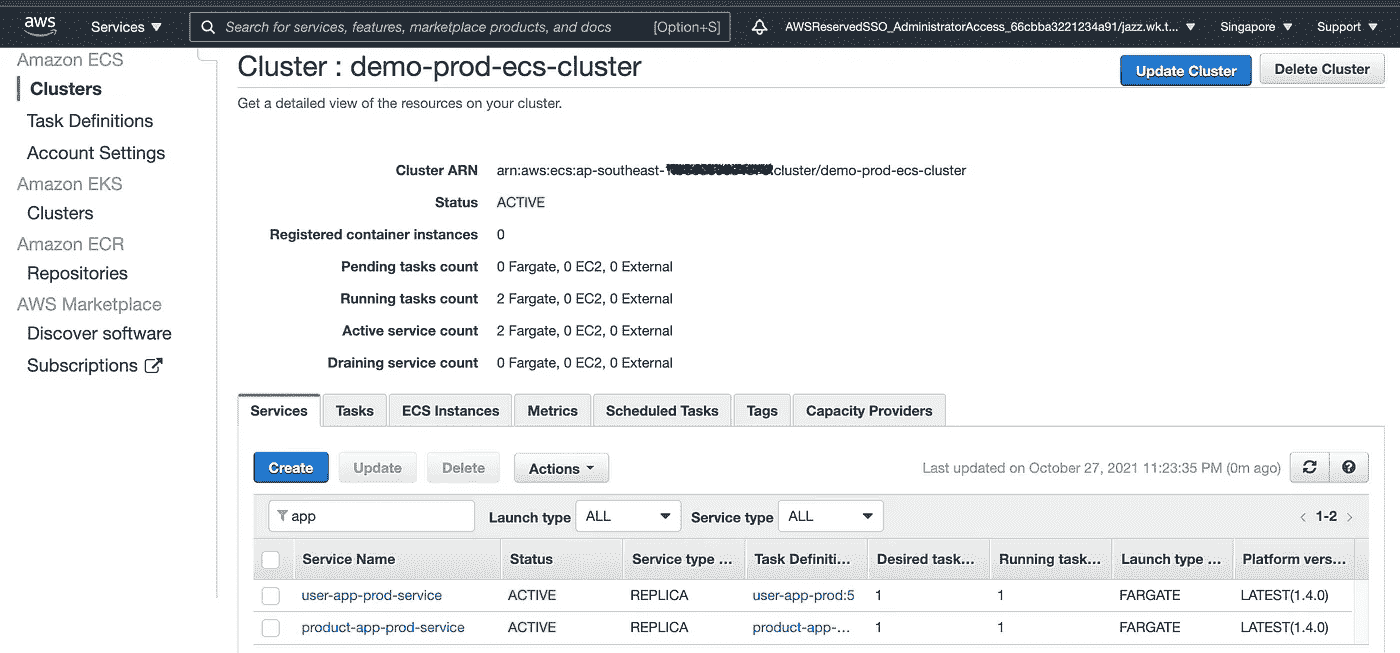 aws Services Search for services, features, marketplace products, and docs [Option+S] AWSReservedSSO_AdministratorAccess_66cbba3221234a91/jazz.wk.t... Singapore Support
Amazon ECS
Clusters
Task Definitions
Account Settings
Amazon EKS
Clusters
Amazon ECR
Repositories
AWS Marketplace
Discover software
Subscriptions
Cluster : demo-prod-ecs-cluster Update Cluster Delete Cluster
Get a detailed view of the resources on your cluster.
Cluster ARN arn:aws:ecs:ap-southeast- cluster/demo-prod-ecs-cluster
Status ACTIVE
Registered container instances 0
Pending tasks count 0 Fargate, 0 EC2, 0 External
Running tasks count 2 Fargate, 0 EC2, 0 External
Active service count 2 Fargate, 0 EC2, 0 External
Draining service count 0 Fargate, 0 EC2, 0 External
Services Tasks ECS Instances Metrics Scheduled Tasks Tags Capacity Providers
Create Update Delete Actions Last updated on October 27, 2021 11:23:35 PM (0m ago)
app Launch type ALL Service type ALL < 1-2 >
Service Name Status Service type ... Task Definiti... Desired task... Running task... Launch type ... Platform vers...
user-app-prod-service ACTIVE REPLICA user-app-prod:5 1 1 FARGATE LATEST(1.4.0)
product-app-prod-service ACTIVE REPLICA product-app-... 1 1 FARGATE LATEST(1.4.0)